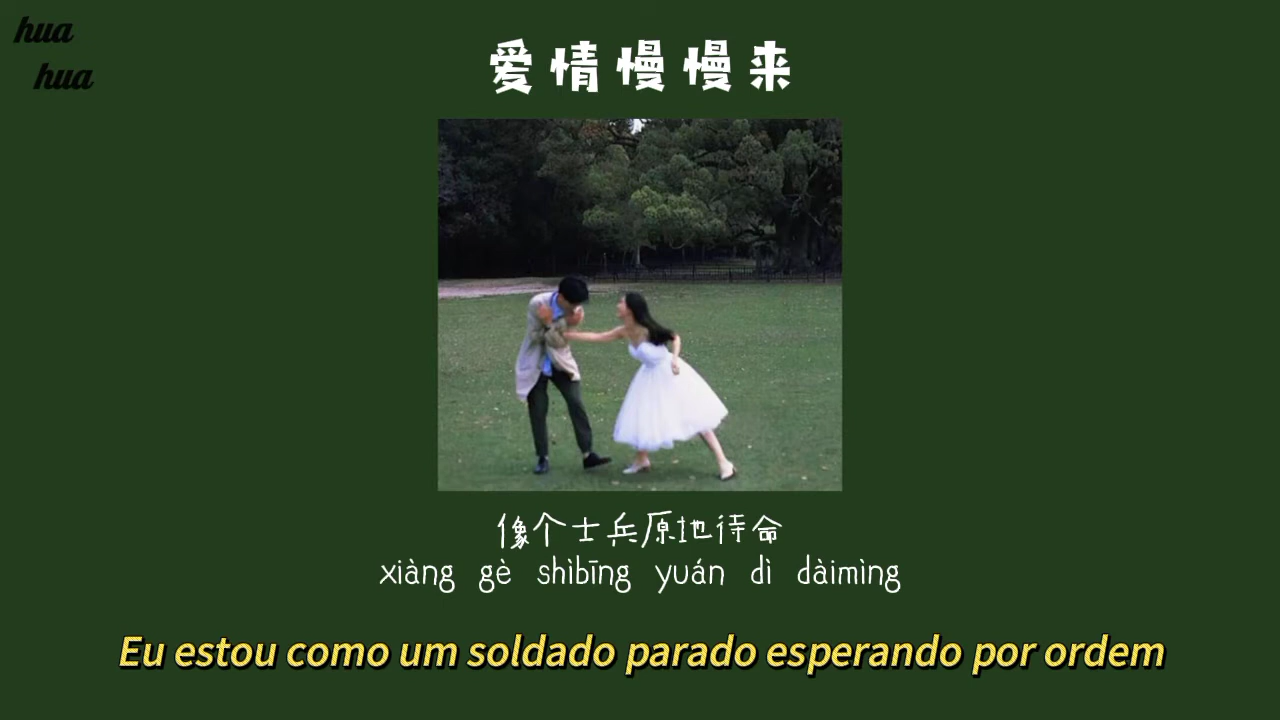 hua
hua
爱情慢慢来
像个士兵原地待命
xiàng gè shìbīng yuán dì dàimìng
Eu estou como um soldado parado esperando por ordem